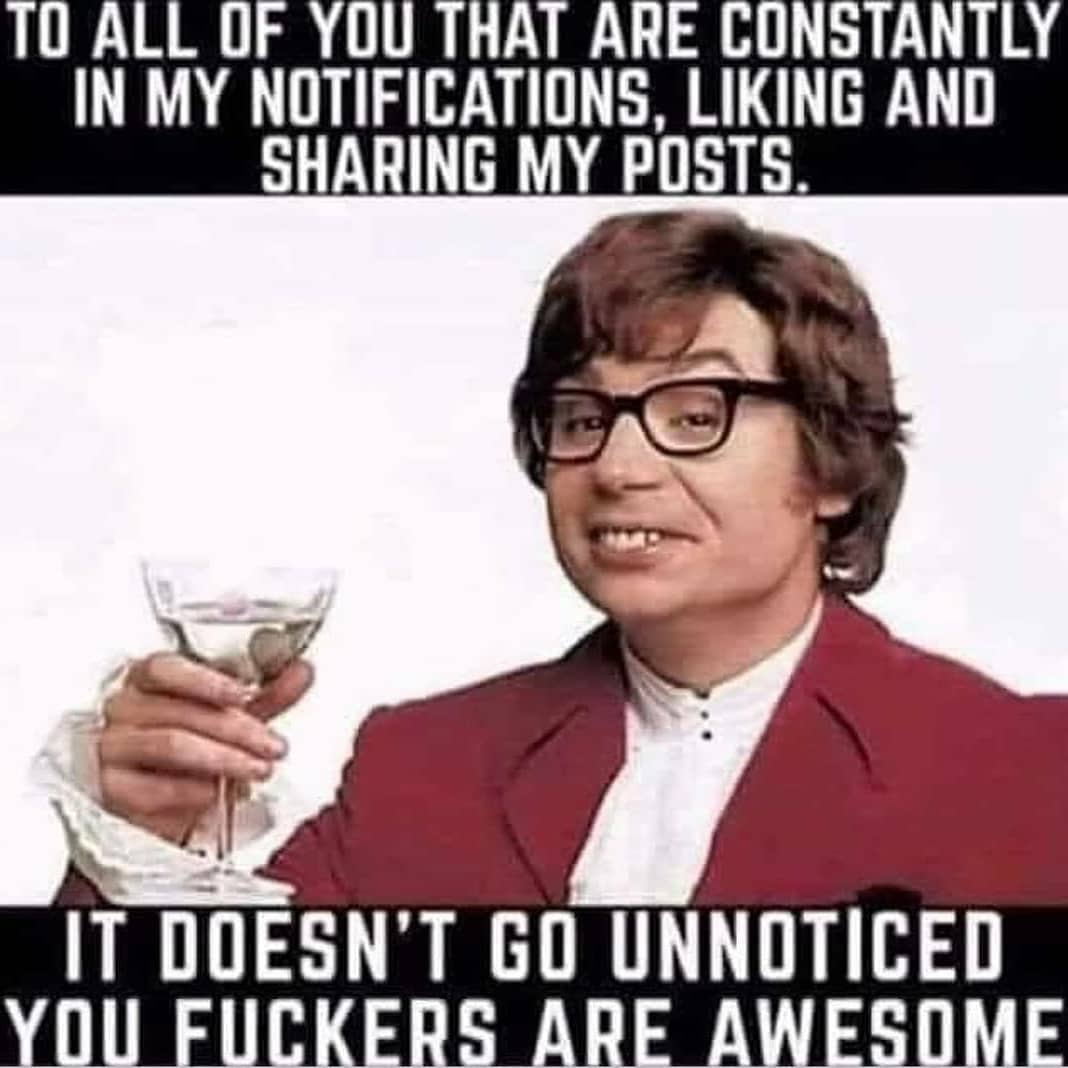 TO ALL OF YOU THAT ARE CONSTANTLY
IN MY NOTIFICATIONS, LIKING AND
SHARING MY POSTS.
IT DOESN'T GO UNNOTICED
YOU FUCKERS ARE AWESOME